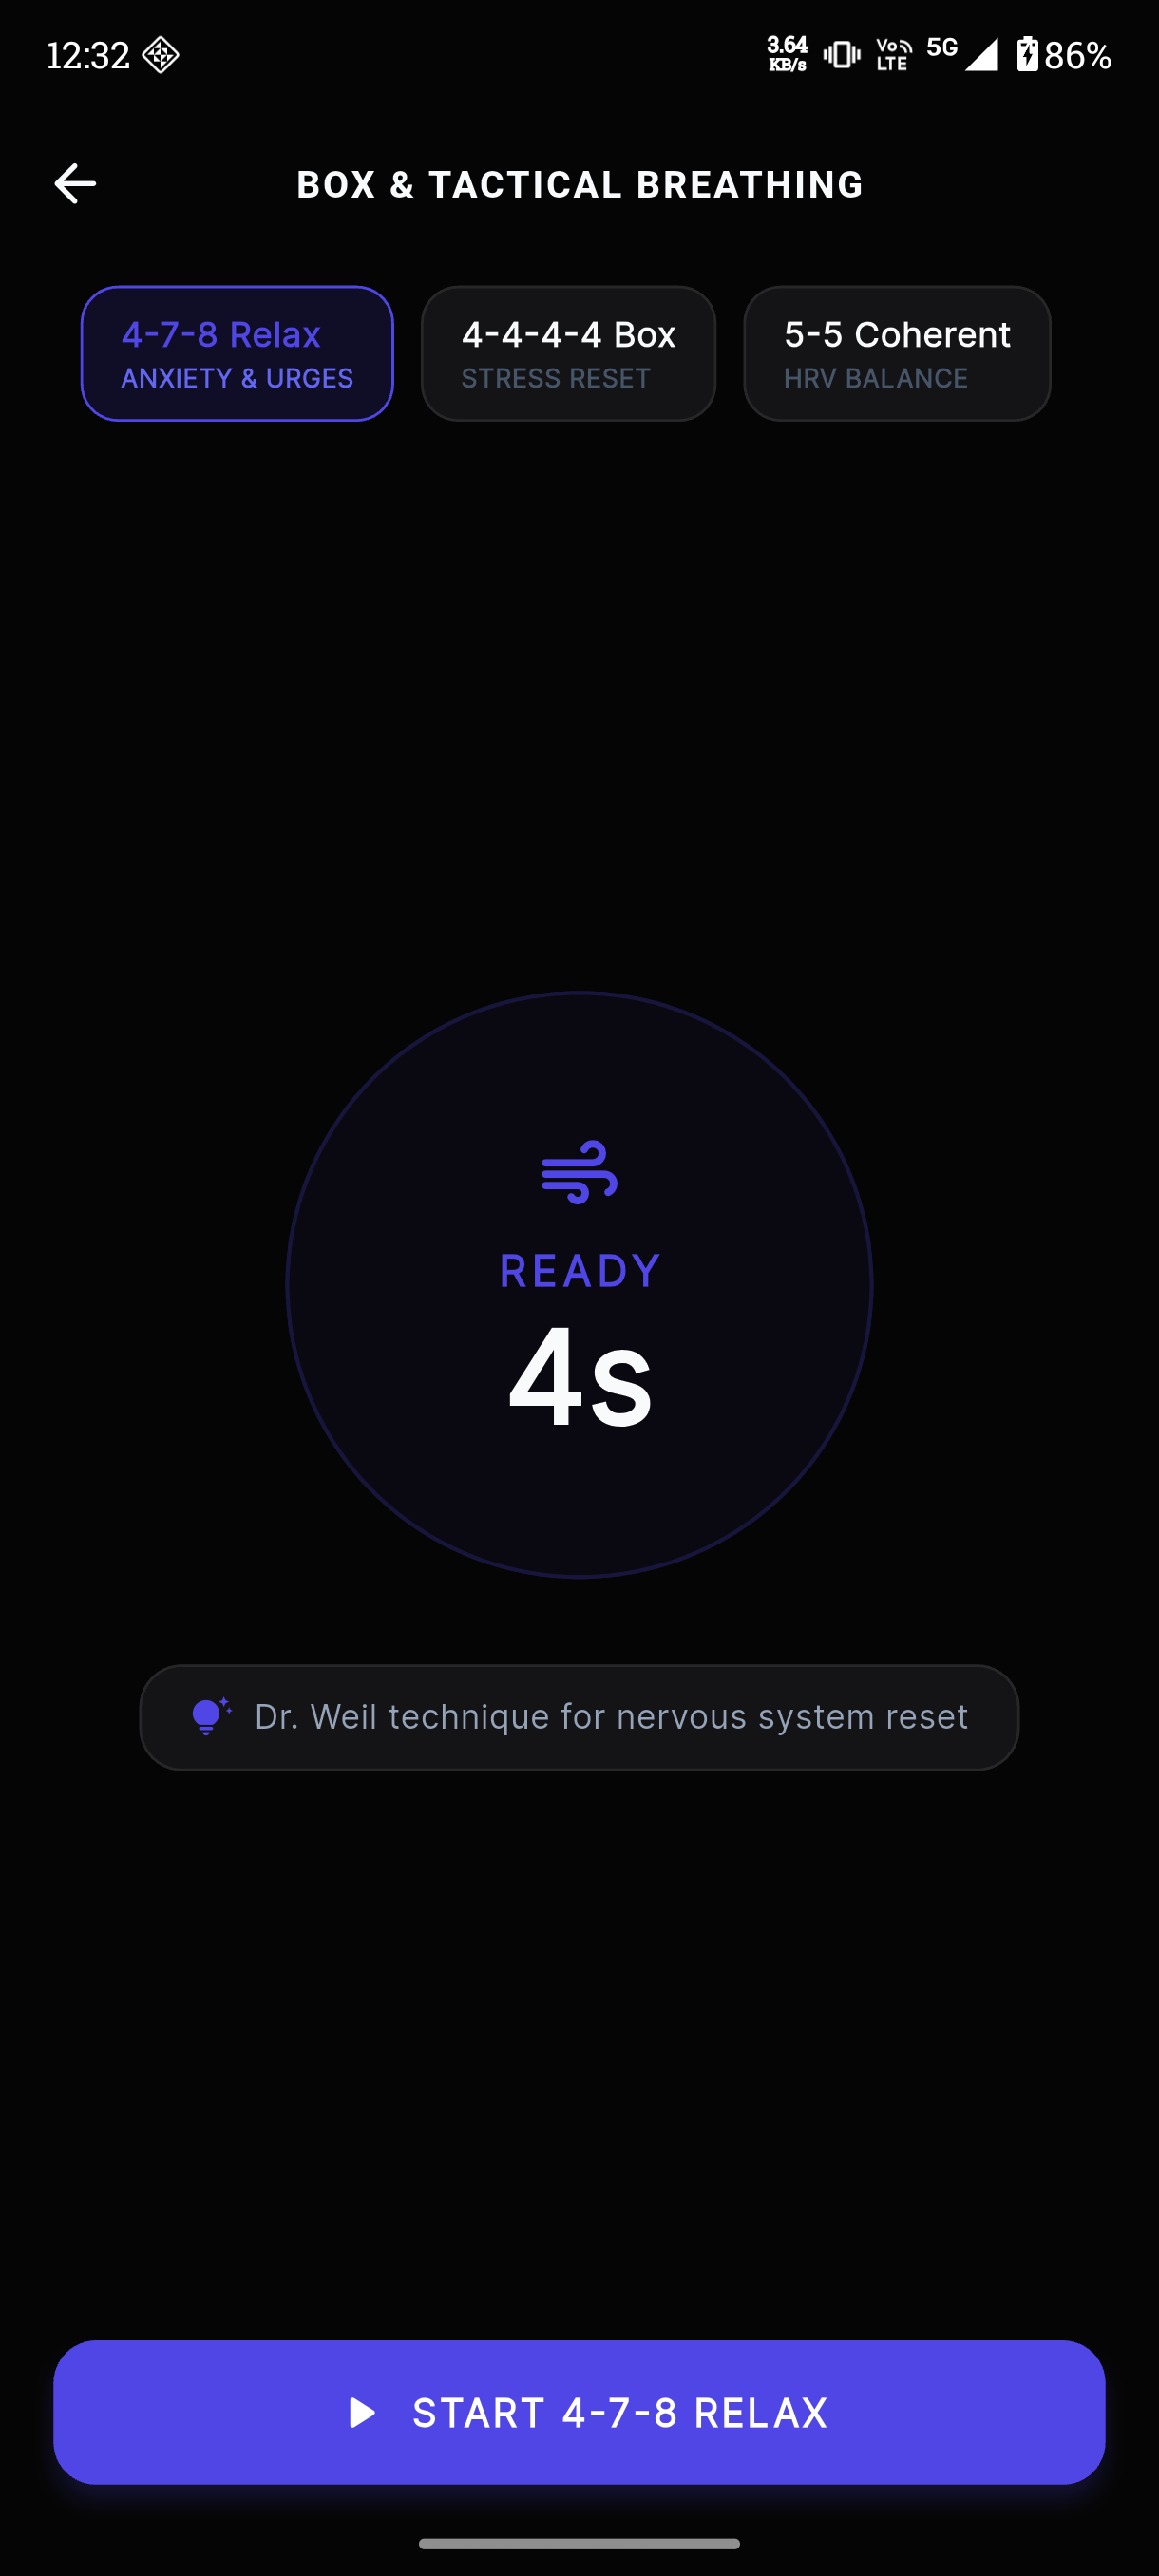 12:32
3.64 KB/s
Vo LTE
5G
86%
BOX & TACTICAL BREATHING
4-7-8 Relax
ANXIETY & URGES
4-4-4-4 Box
STRESS RESET
5-5 Coherent
HRV BALANCE
READY
4s
Dr. Weil technique for nervous system reset
START 4-7-8 RELAX